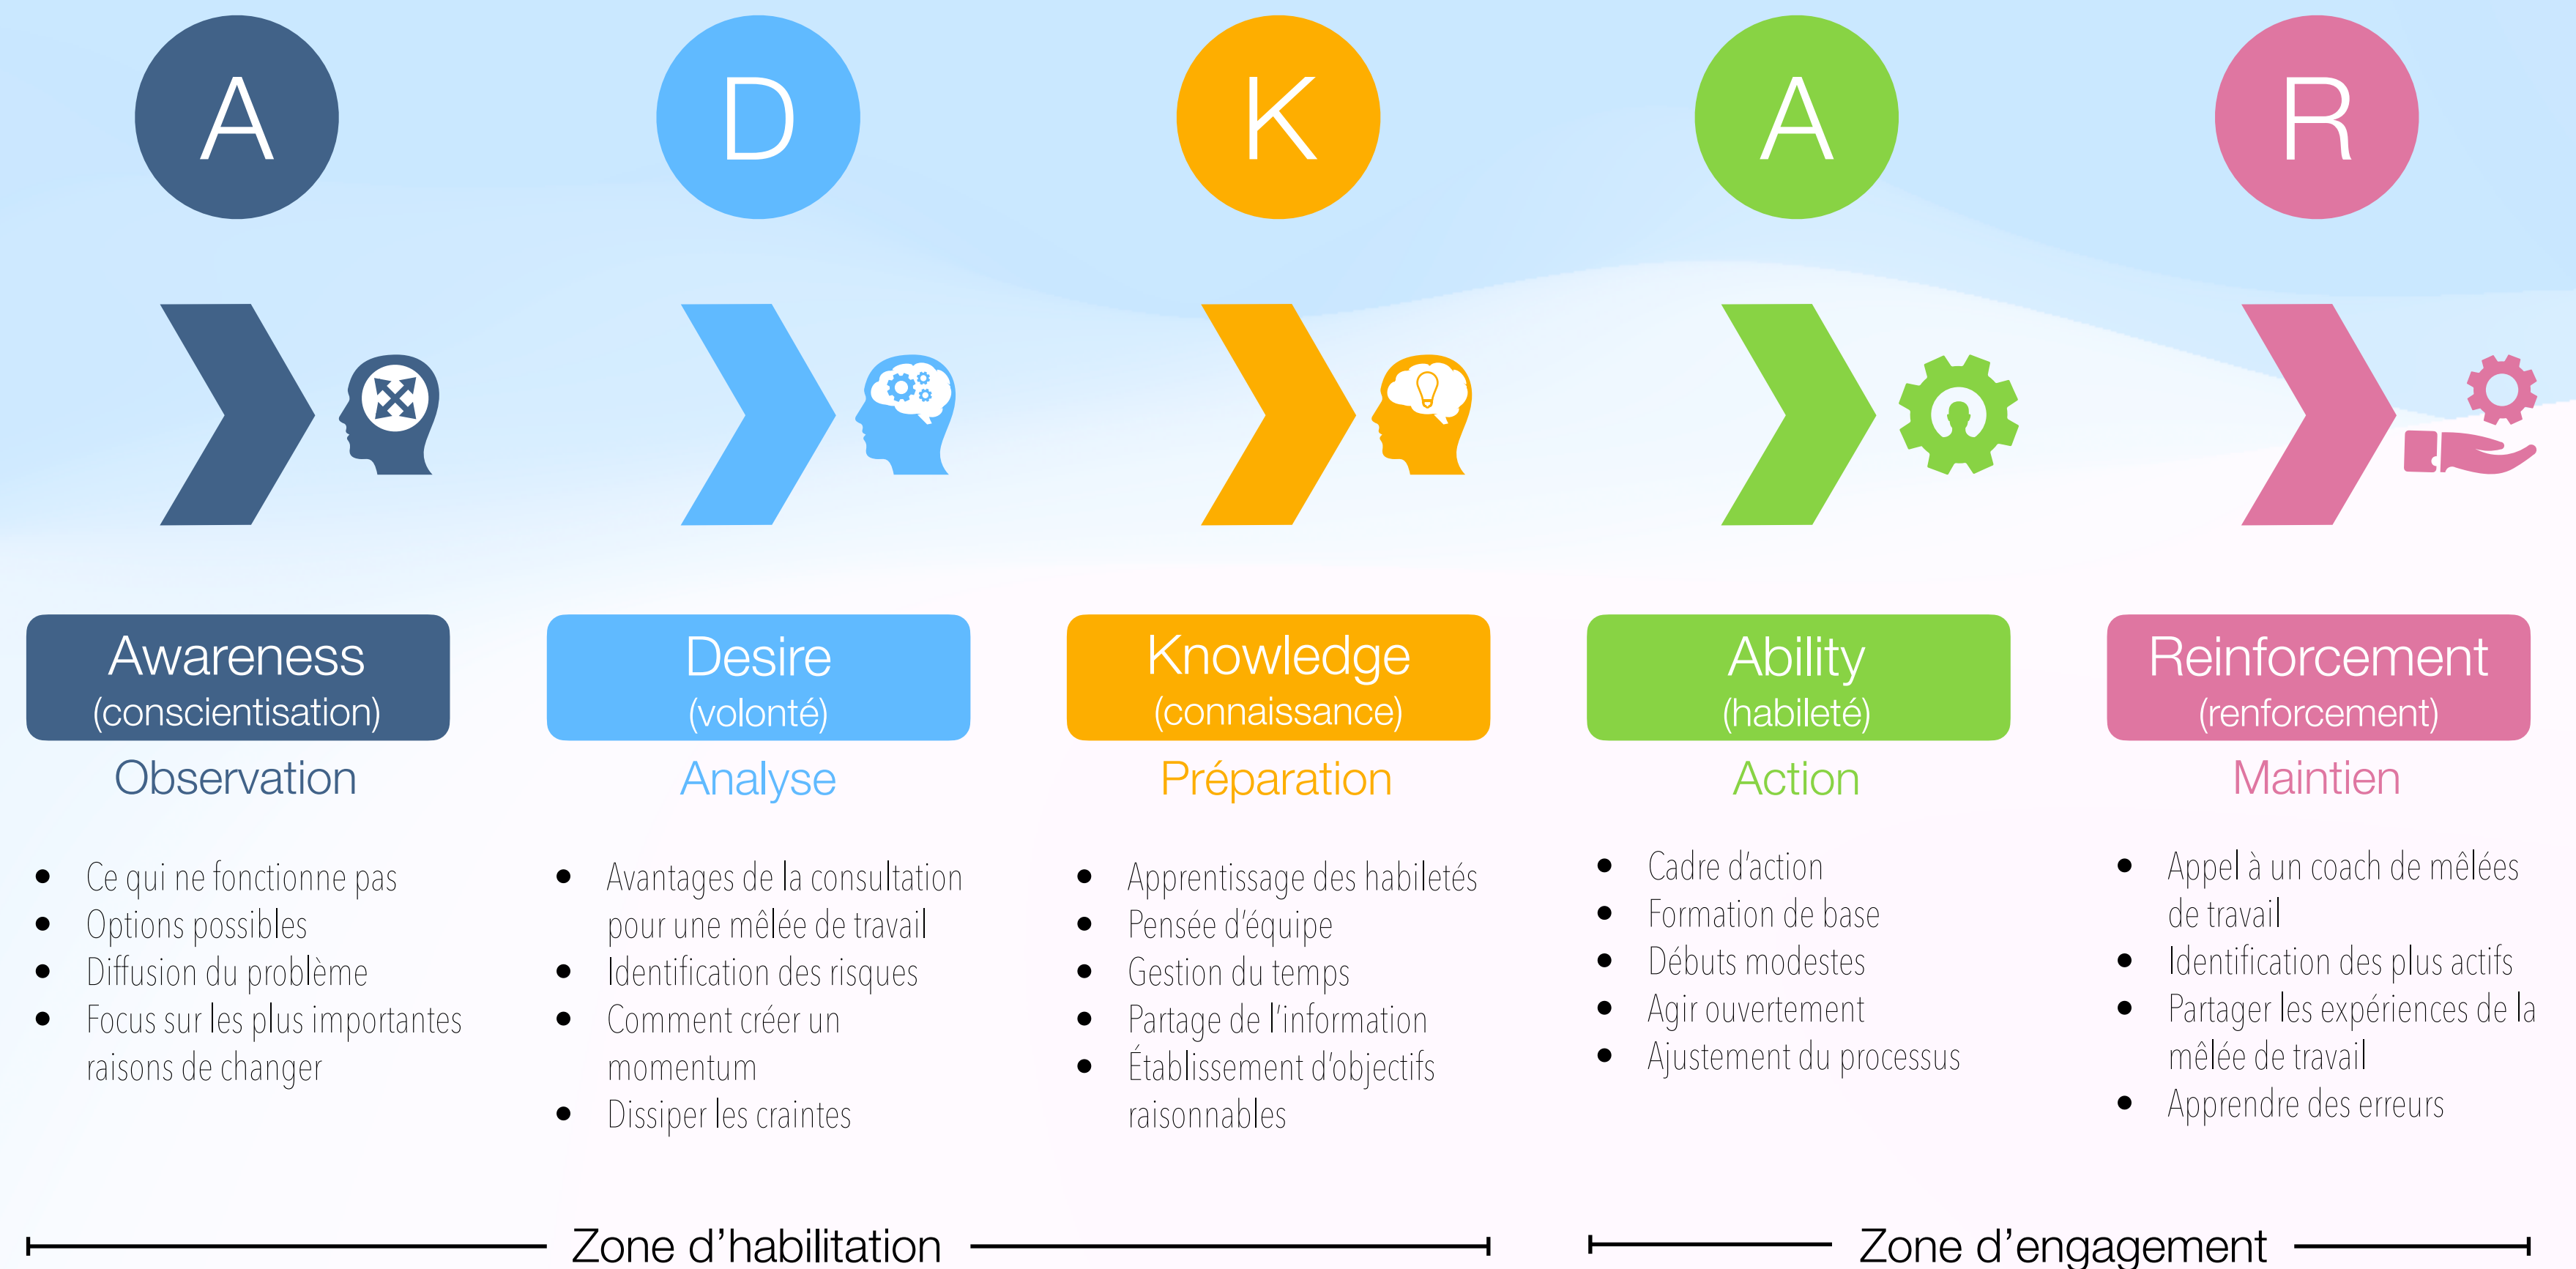 A
D
K
A
R
Awareness
(conscientisation)
Observation
• Ce qui ne fonctionne pas
• Options possibles
• Diffusion du problème
• Focus sur les plus importantes
raisons de changer
Desire
(volonté)
Analyse
• Avantages de la consultation
pour une mêlée de travail
• Identification des risques
• Comment créer un
momentum
• Dissiper les craintes
Knowledge
(connaissance)
Préparation
• Apprentissage des habiletés
• Pensée d'équipe
• Gestion du temps
• Partage de l'information
• Établissement d'objectifs
raisonnables
Ability
(habileté)
Action
• Cadre d'action
• Formation de base
• Débuts modestes
• Agir ouvertement
• Ajustement du processus
Reinforcement
(renforcement)
Maintien
• Appel à un coach de mêlées
de travail
• Identification des plus actifs
• Partager les expériences de la
mêlée de travail
• Apprendre des erreurs
Zone d'habilitation
Zone d'engagement